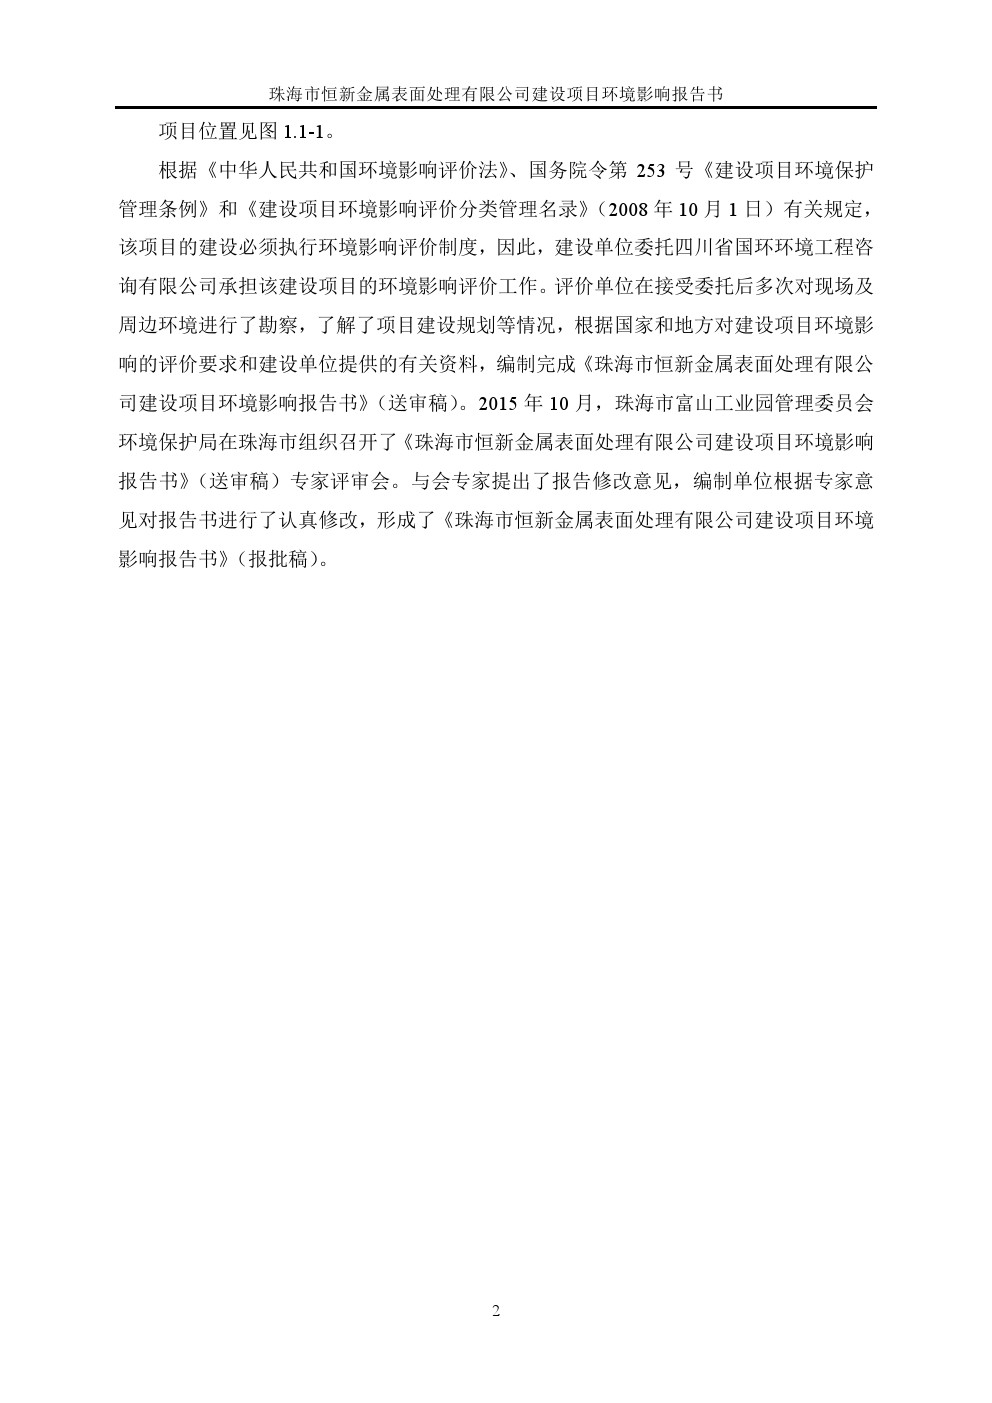 珠海市恒新金属表面处理有限公司建设项目环境影响报告书
项目位置见图 1.1-1。
根据《中华人民共和国环境影响评价法》、国务院令第 253 号《建设项目环境保护
管理条例》和《建设项目环境影响评价分类管理名录》（2008 年 10 月 1 日）有关规定，
该项目的建设必须执行环境影响评价制度，因此，建设单位委托四川省国环环境工程咨
询有限公司承担该建设项目的环境影响评价工作。评价单位在接受委托后多次对现场及
周边环境进行了勘察，了解了项目建设规划等情况，根据国家和地方对建设项目环境影
响的评价要求和建设单位提供的有关资料，编制完成《珠海市恒新金属表面处理有限公
司建设项目环境影响报告书》（送审稿）。2015 年 10 月，珠海市富山工业园管理委员会
环境保护局在珠海市组织召开了《珠海市恒新金属表面处理有限公司建设项目环境影响
报告书》（送审稿）专家评审会。与会专家提出了报告修改意见，编制单位根据专家意
见对报告书进行了认真修改，形成了《珠海市恒新金属表面处理有限公司建设项目环境
影响报告书》（报批稿）。
2